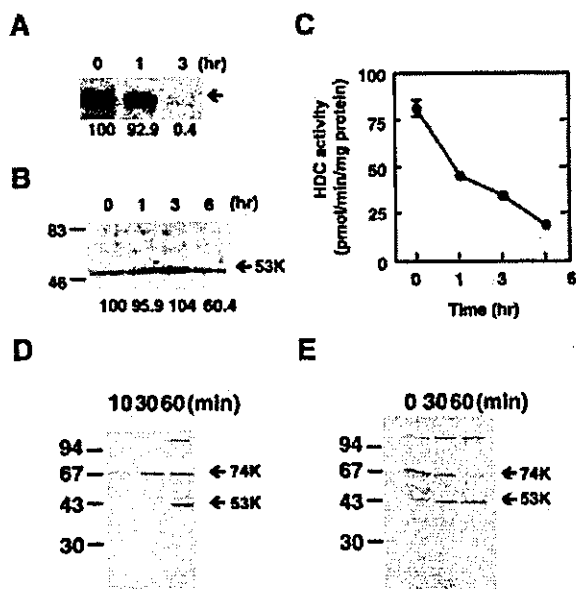 A
0 1 3 (hr)
100 92.9 0.4
B
0 1 3 6 (hr)
83
46
53K
100 95.9 104 60.4
C
HDC activity
(pmol/min/mg protein)
100
75
50
25
0
0 1 3 5 6
Time (hr)
D
10 30 60 (min)
94
67
43
30
74K
53K
E
0 30 60 (min)
94
67
43
30
74K
53K